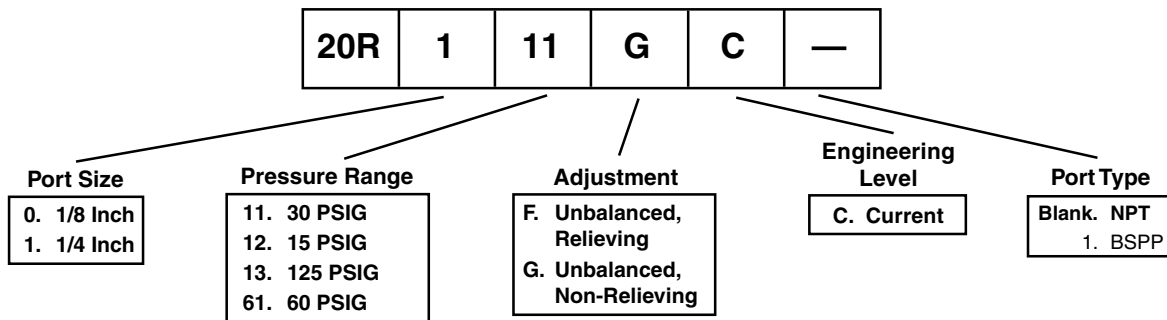 20R 1 11 G C —
Port Size
0. 1/8 Inch
1. 1/4 Inch
Pressure Range
11. 30 PSIG
12. 15 PSIG
13. 125 PSIG
61. 60 PSIG
Adjustment
F. Unbalanced,
Relieving
G. Unbalanced,
Non-Relieving
Engineering
Level
C. Current
Port Type
Blank. NPT
1. BSPP